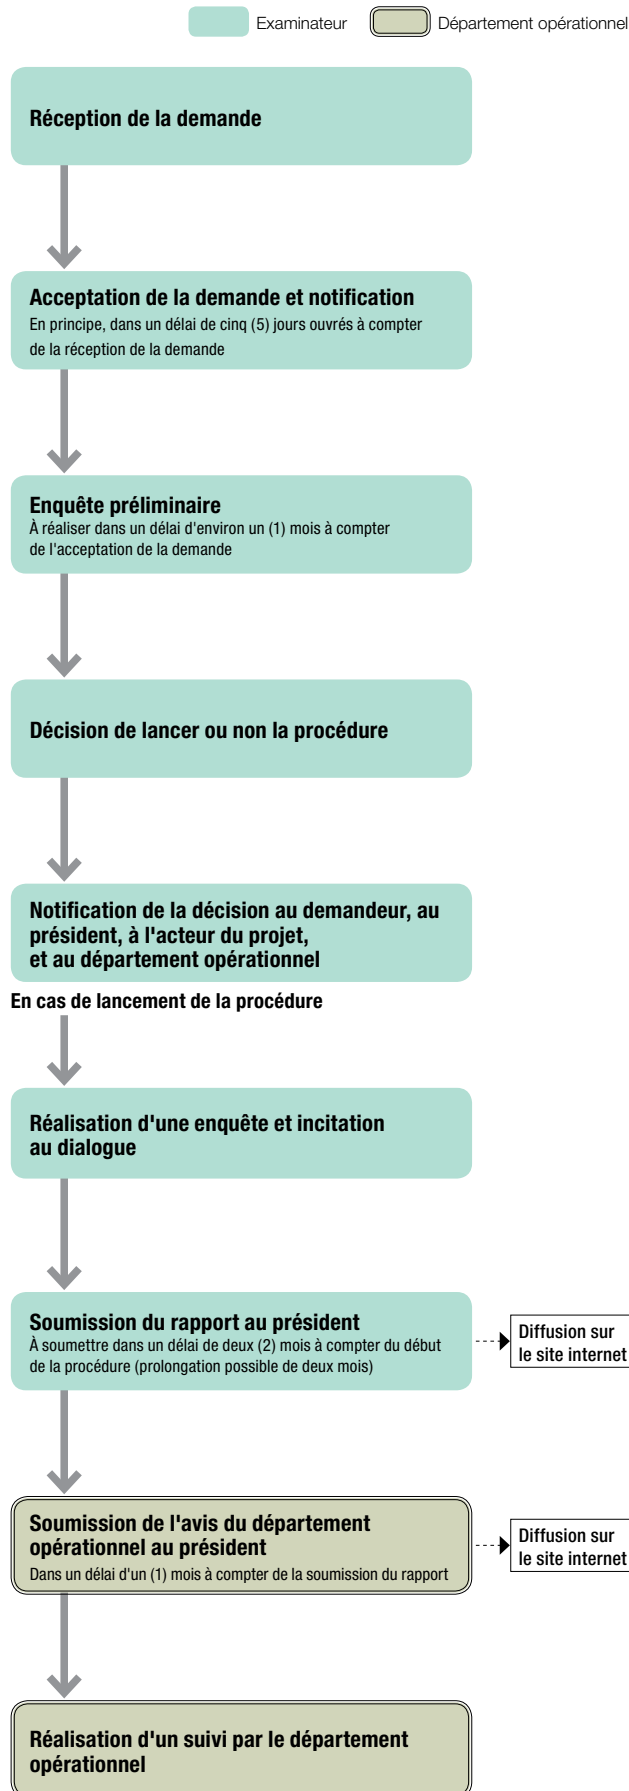 Examinateur
Département opérationnel
Réception de la demande
Acceptation de la demande et notification
En principe, dans un délai de cinq (5) jours ouvrés à compter
de la réception de la demande
Enquête préliminaire
À réaliser dans un délai d'environ un (1) mois à compter
de l'acceptation de la demande
Décision de lancer ou non la procédure
Notification de la décision au demandeur, au
président, à l'acteur du projet,
et au département opérationnel
En cas de lancement de la procédure
Réalisation d'une enquête et incitation
au dialogue
Soumission du rapport au président
À soumettre dans un délai de deux (2) mois à compter du début
de la procédure (prolongation possible de deux mois)
Diffusion sur
le site internet
Soumission de l'avis du département
opérationnel au président
Dans un délai d'un (1) mois à compter de la soumission du rapport
Diffusion sur
le site internet
Réalisation d'un suivi par le département
opérationnel